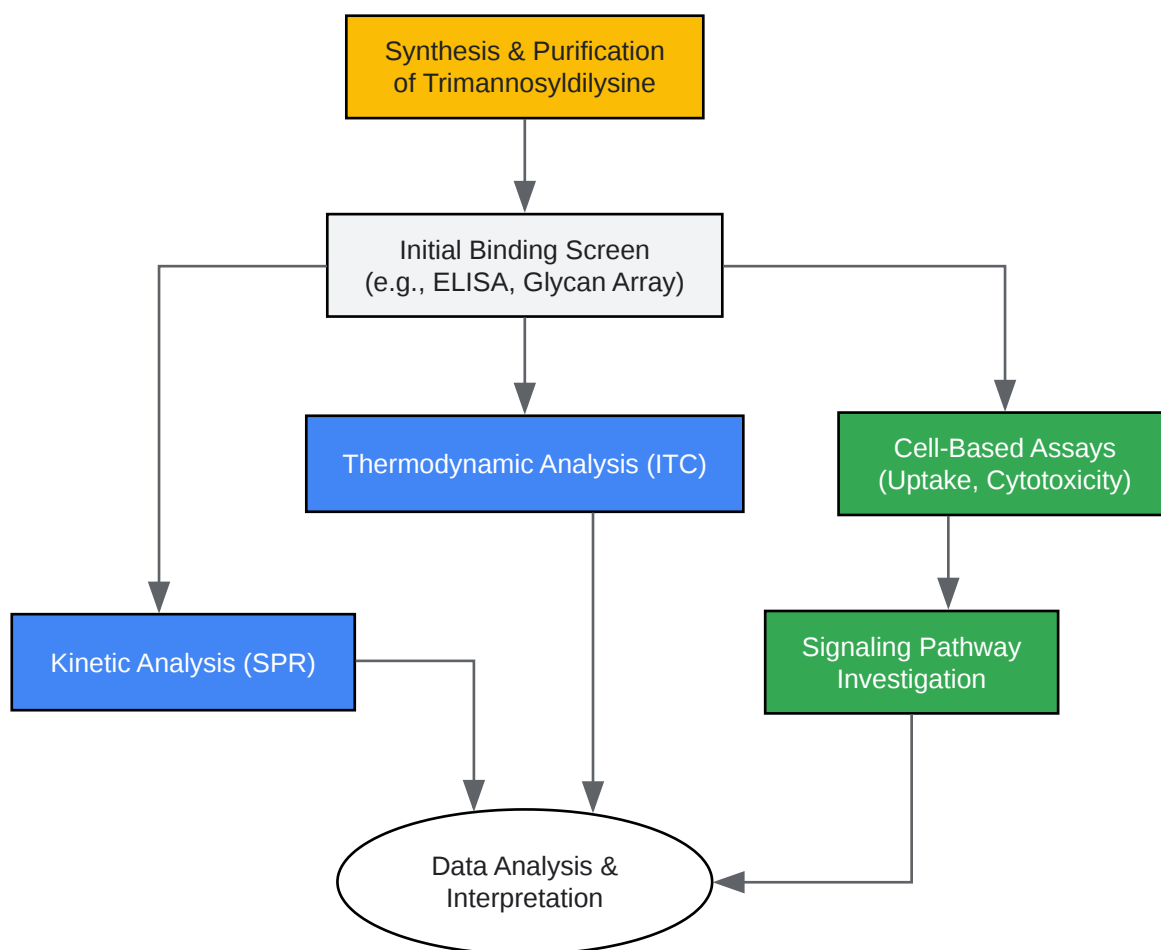 Synthesis & Purification
of Trimannosyldilysine
Initial Binding Screen
(e.g., ELISA, Glycan Array)
Thermodynamic Analysis (ITC)
Cell-Based Assays
(Uptake, Cytotoxicity)
Kinetic Analysis (SPR)
Signaling Pathway
Investigation
Data Analysis &
Interpretation